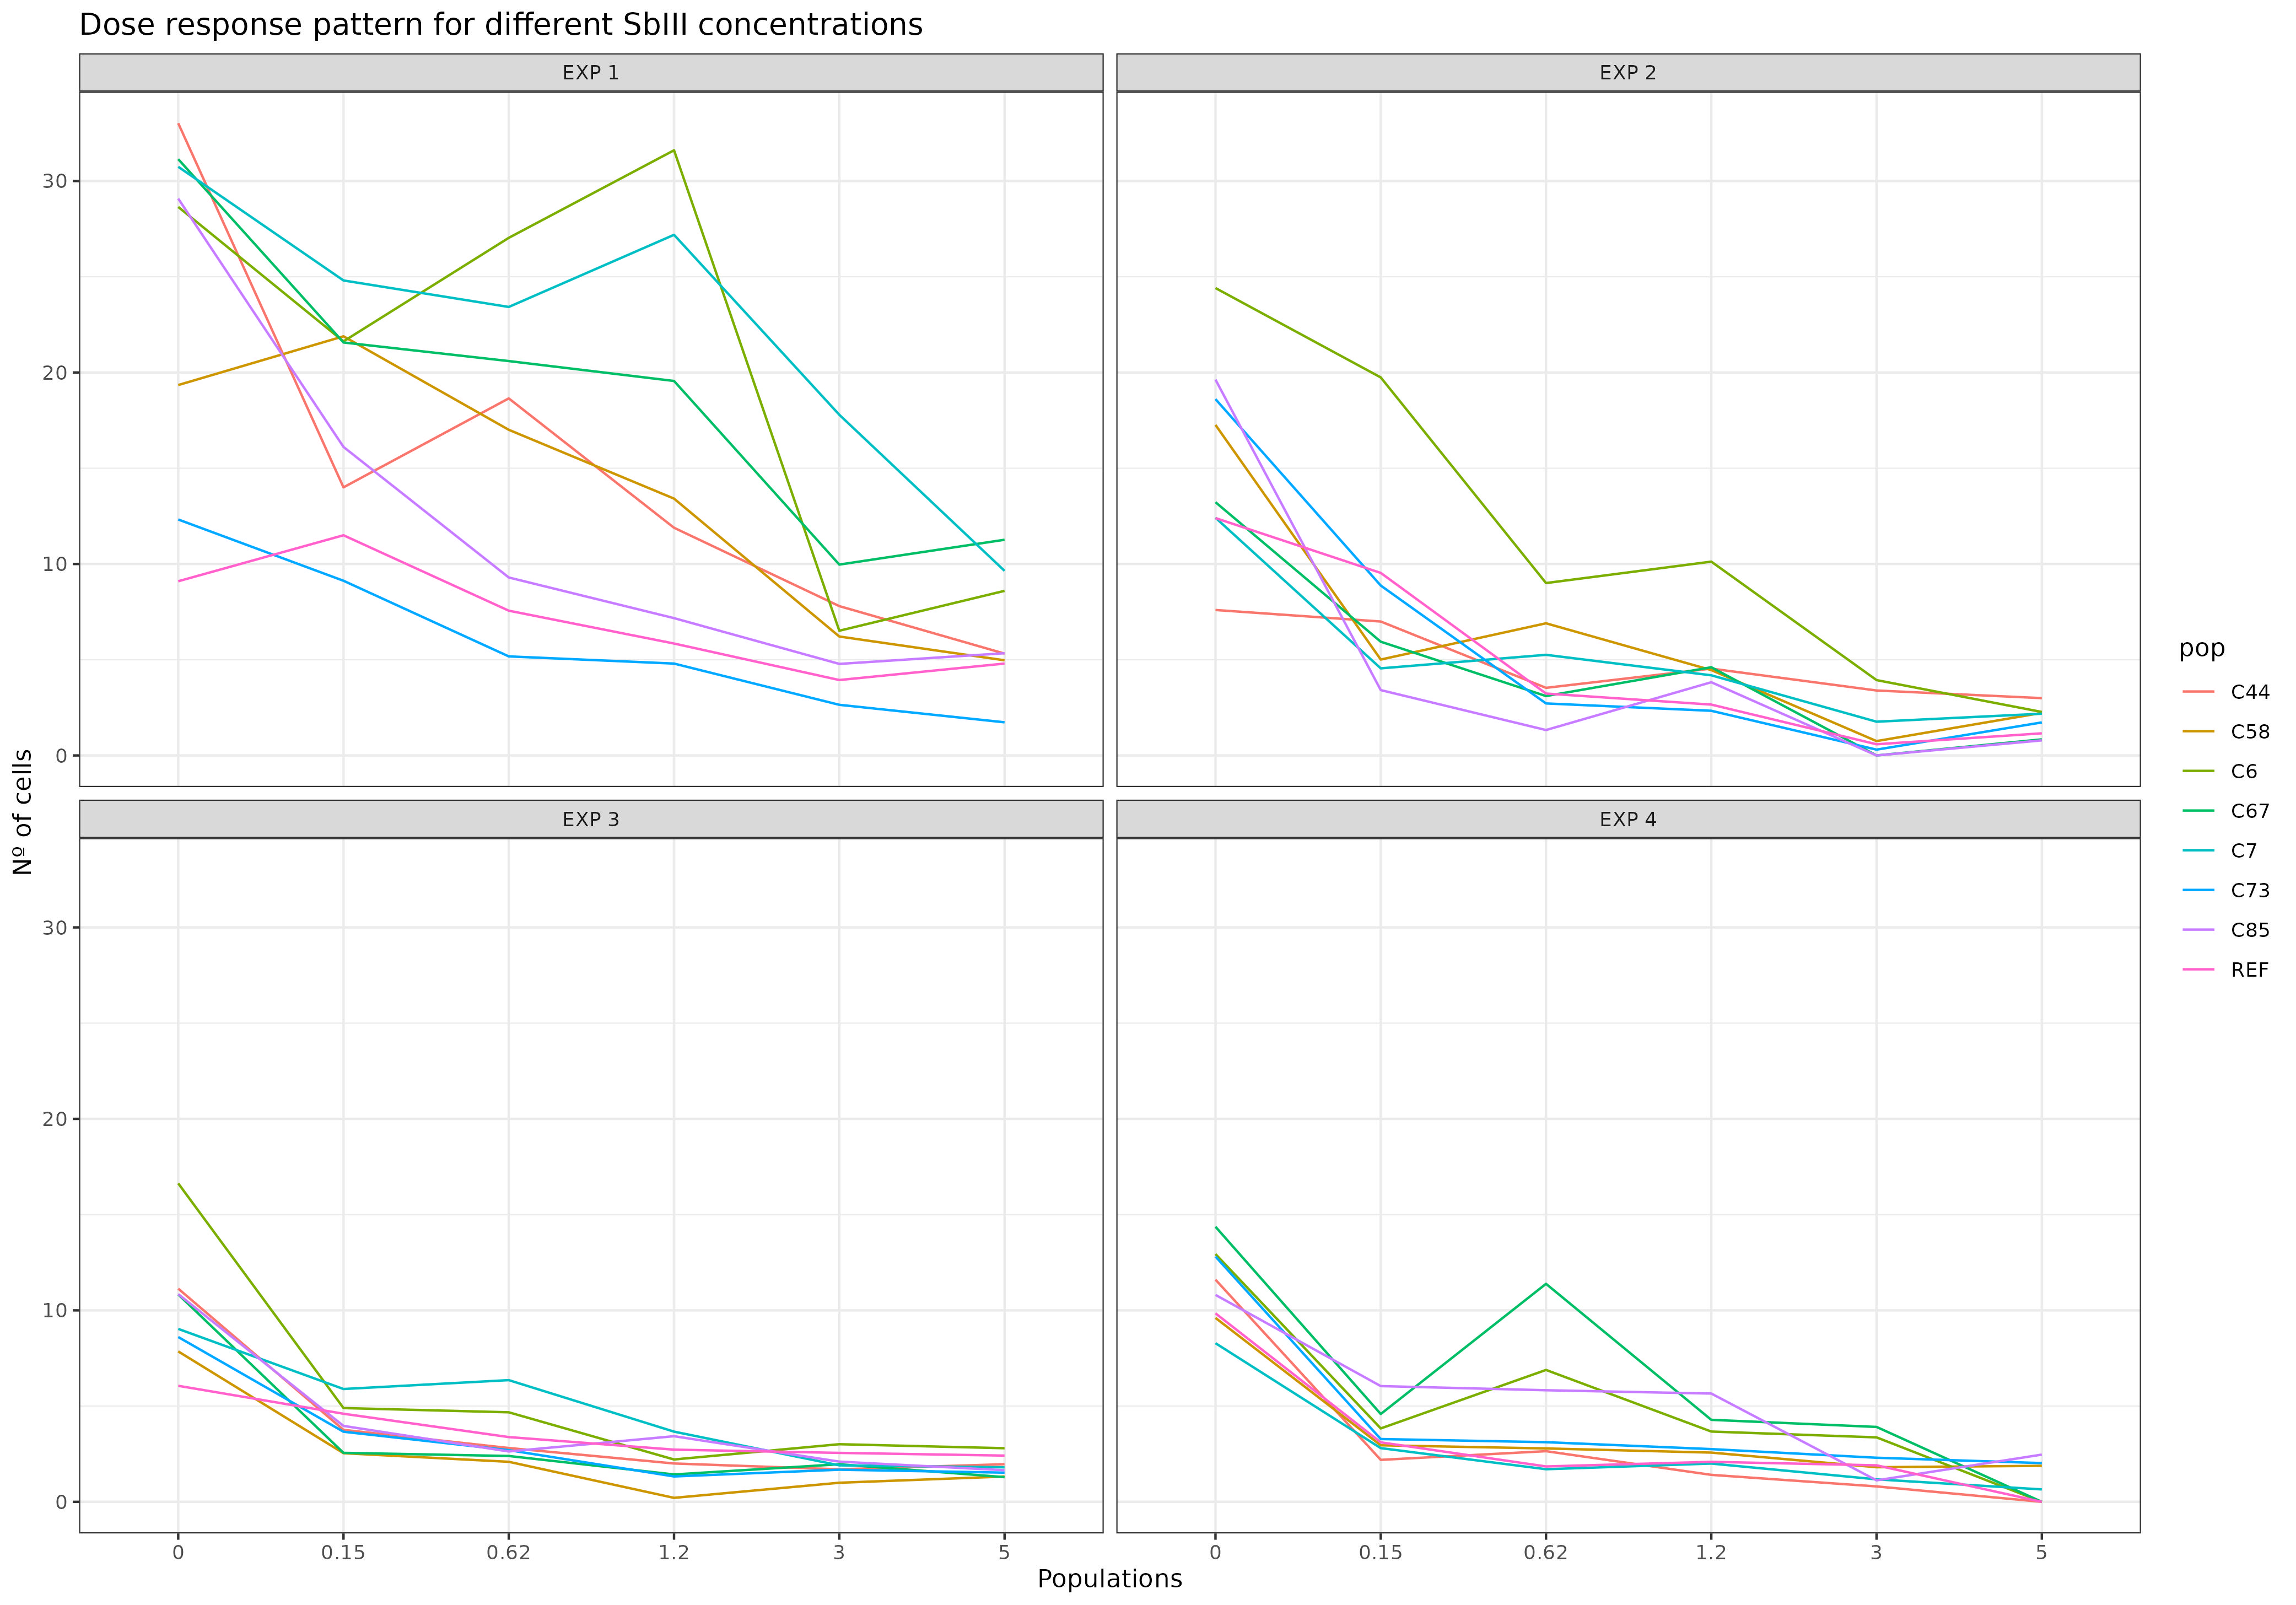 Dose response pattern for different SbIII concentrations
EXP 1
EXP 2
30
20
10
0
EXP 3
EXP 4
30
20
10
0
0 0.15 0.62 1.2 3 5
0 0.15 0.62 1.2 3 5
Populations
Nº of cells
pop
C44
C58
C6
C67
C7
C73
C85
REF